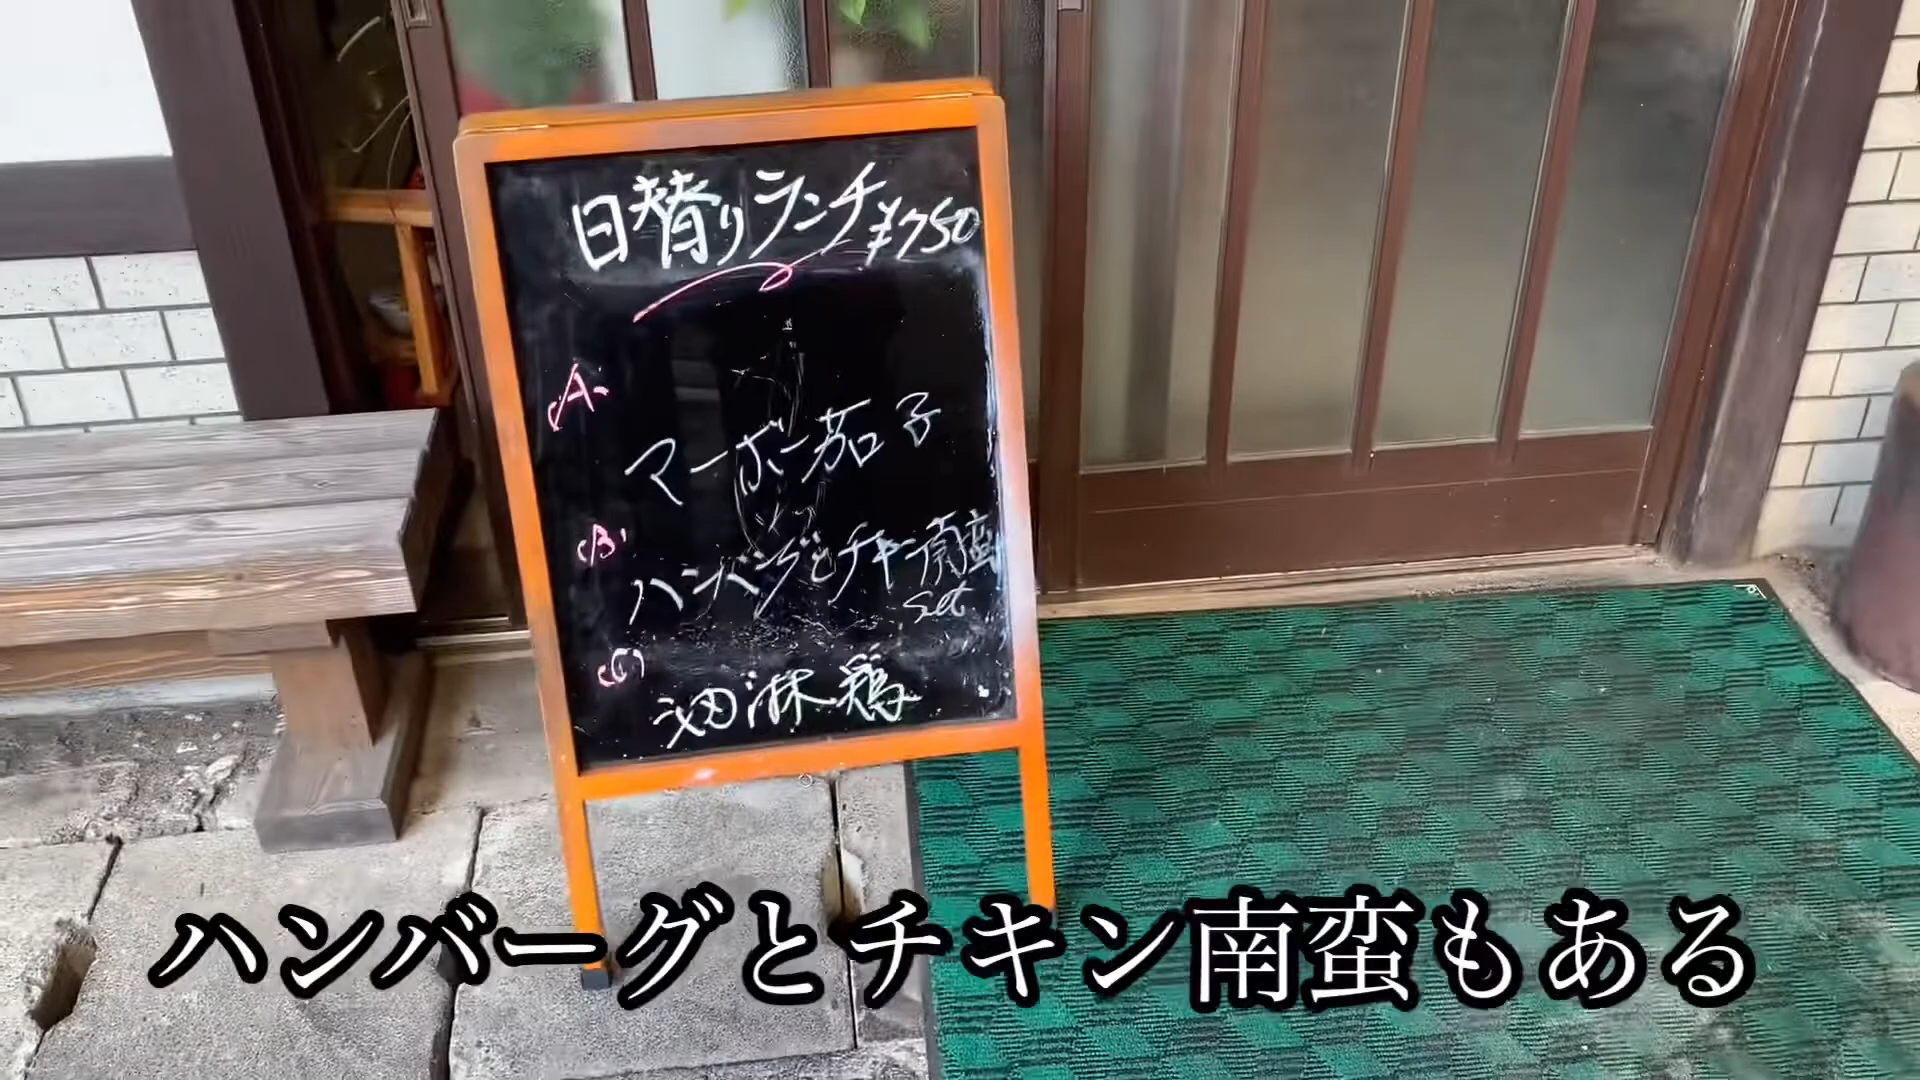 日替りランチ ¥750
A.
マーボー茄子
(B)
ハンバーグとチキン南蛮
set
(C)
油淋鶏
ハンバーグとチキン南蛮もある